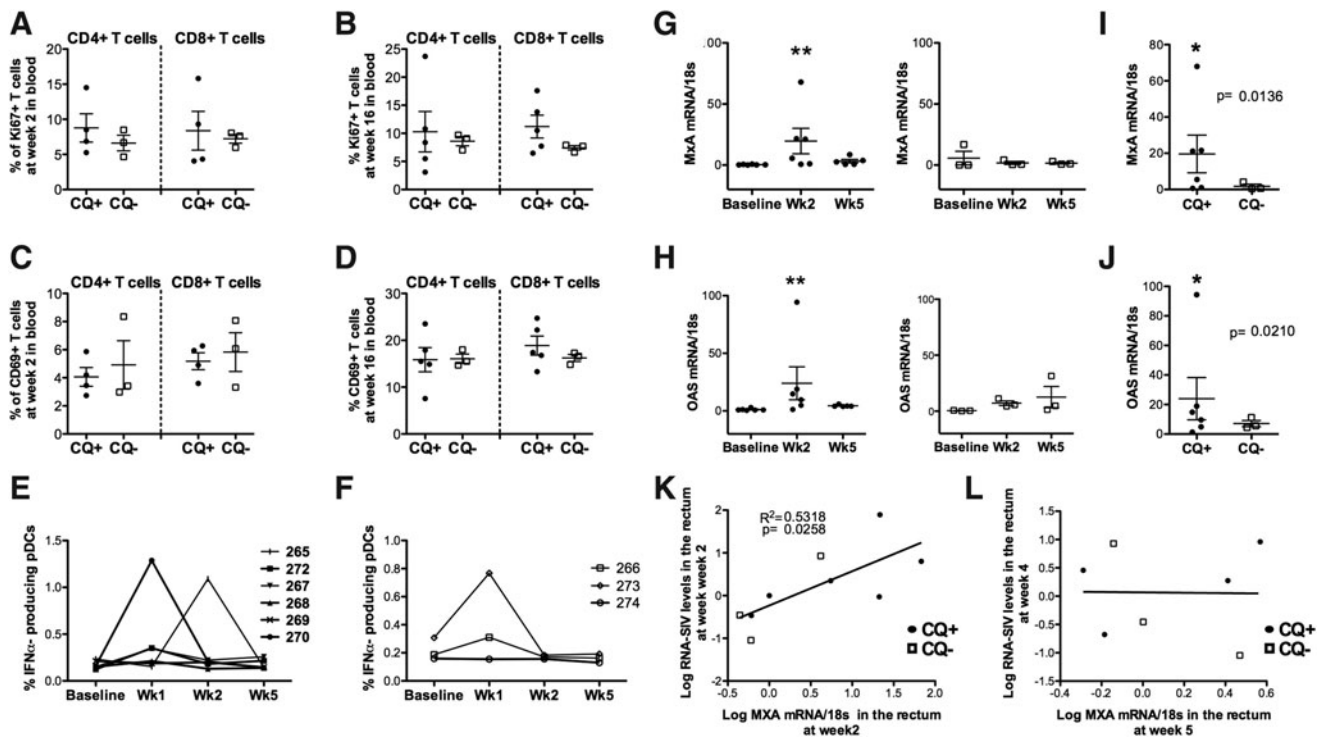 A
CD4+ T cells CD8+ T cells
% of Ki67+ T cells
at week 2 in blood
20
15
10
5
0
CQ+ CQ- CQ+ CQ-
B
CD4+ T cells CD8+ T cells
% Ki67+ T cells
at week 16 in blood
25
20
15
10
5
0
CQ+ CQ- CQ+ CQ-
G
MxA mRNA/18s
50
0
**
Baseline Wk2 Wk5
MxA mRNA/18s
50
0
Baseline Wk2 Wk5
I
MxA mRNA/18s
80
60
40
20
0
*
p= 0.0136
CQ+ CQ-
C
CD4+ T cells CD8+ T cells
% of CD69+ T cells
at week 2 in blood
10
8
6
4
2
0
CQ+ CQ- CQ+ CQ-
D
CD4+ T cells CD8+ T cells
% CD69+ T cells
at week 16 in blood
30
20
10
0
CQ+ CQ- CQ+ CQ-
H
OAS mRNA/18s
100
50
0
**
Baseline Wk2 Wk5
OAS mRNA/18s
100
50
0
Baseline Wk2 Wk5
J
OAS mRNA/18s
100
80
60
40
20
0
*
p= 0.0210
CQ+ CQ-
E
% IFNα- producing pDCs
1.5
1.0
0.5
0.0
Baseline Wk1 Wk2 Wk5
265
272
267
268
269
270
F
% IFNα- producing pDCs
1.0
0.8
0.6
0.4
0.2
0.0
Baseline Wk1 Wk2 Wk5
266
273
274
K
Log RNA-SIV levels in the rectum
at week week 2
2
1
0
-1
-2
R²= 0.5318
p= 0.0258
-0.5 0.0 0.5 1.0 1.5 2.0
Log MXA mRNA/18s in the rectum
at week2
CQ+
CQ-
L
Log RNA-SIV levels in the rectum
at week 4
1.5
1.0
0.5
0.0
-0.5
-1.0
-1.5
-0.4 -0.2 0.0 0.2 0.4 0.6
Log MXA mRNA/18s in the rectum
at week 5
CQ+
CQ-